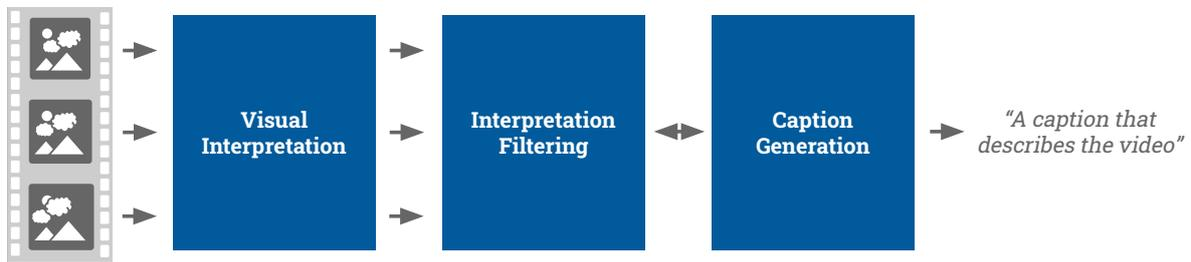 Visual
Interpretation
Interpretation
Filtering
Caption
Generation
“A caption that
describes the video”